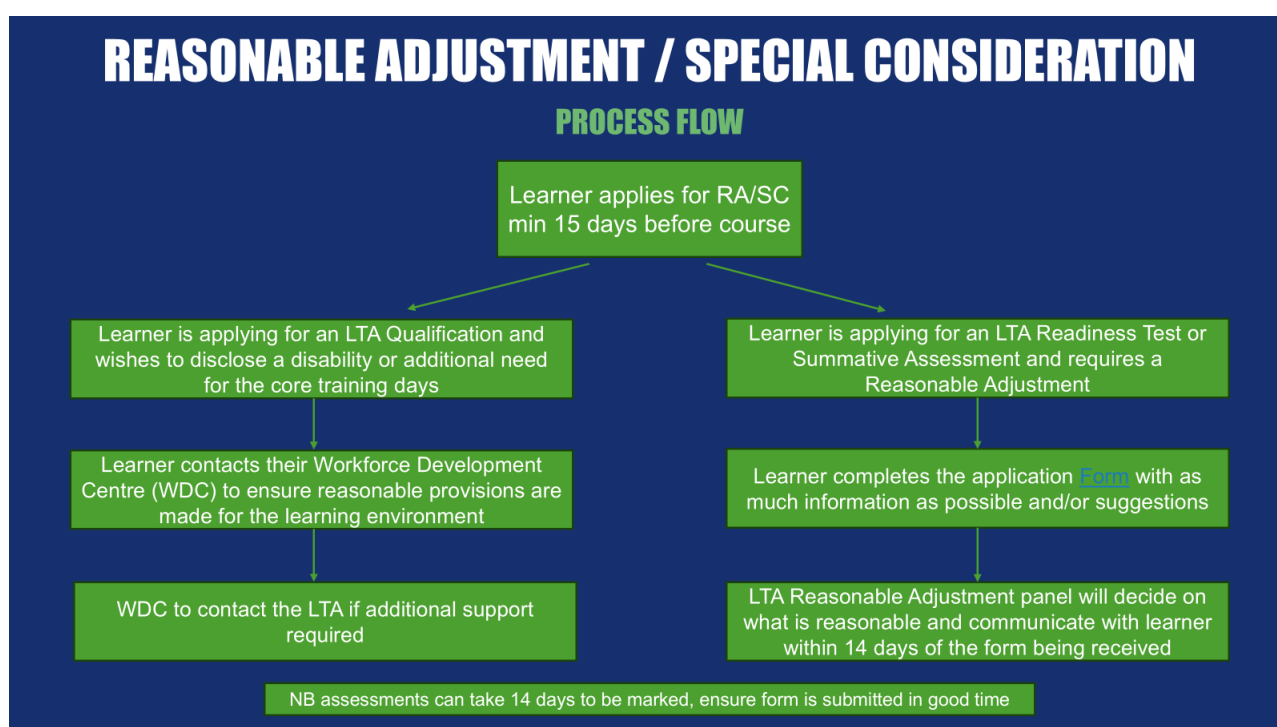 REASONABLE ADJUSTMENT / SPECIAL CONSIDERATION
PROCESS FLOW
Learner applies for RA/SC
min 15 days before course
Learner is applying for an LTA Qualification and
wishes to disclose a disability or additional need
for the core training days
Learner contacts their Workforce Development
Centre (WDC) to ensure reasonable provisions are
made for the learning environment
WDC to contact the LTA if additional support
required
Learner is applying for an LTA Readiness Test or
Summative Assessment and requires a
Reasonable Adjustment
Learner completes the application Form with as
much information as possible and/or suggestions
LTA Reasonable Adjustment panel will decide on
what is reasonable and communicate with learner
within 14 days of the form being received
NB assessments can take 14 days to be marked, ensure form is submitted in good time